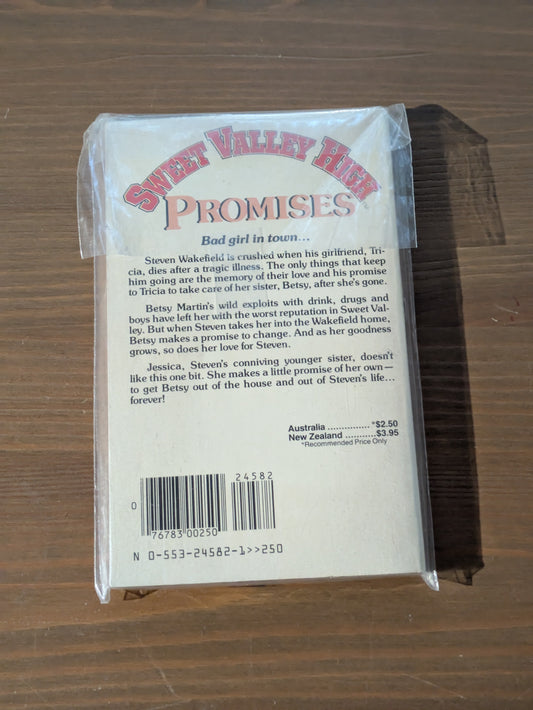 SWEET VALLEY HIGH™
PROMISES
Bad girl in town...
Steven Wakefield is crushed when his girlfriend, Tri-
cia, dies after a tragic illness. The only things that keep
him going are the memory of their love and his promise
to Tricia to take care of her sister, Betsy, after she's gone.
Betsy Martin's wild exploits with drink, drugs and
boys have left her with the worst reputation in Sweet Val-
ley. But when Steven takes her into the Wakefield home,
Betsy makes a promise to change. And as her goodness
grows, so does her love for Steven.
Jessica, Steven's conniving younger sister, doesn't
like this one bit. She makes a little promise of her own—
to get Betsy out of the house and out of Steven's life...
forever!
Australia ............... *$2.50
New Zealand ...........$3.95
*Recommended Price Only
24582
0
76783 00250
N 0-553-24582-1>>250